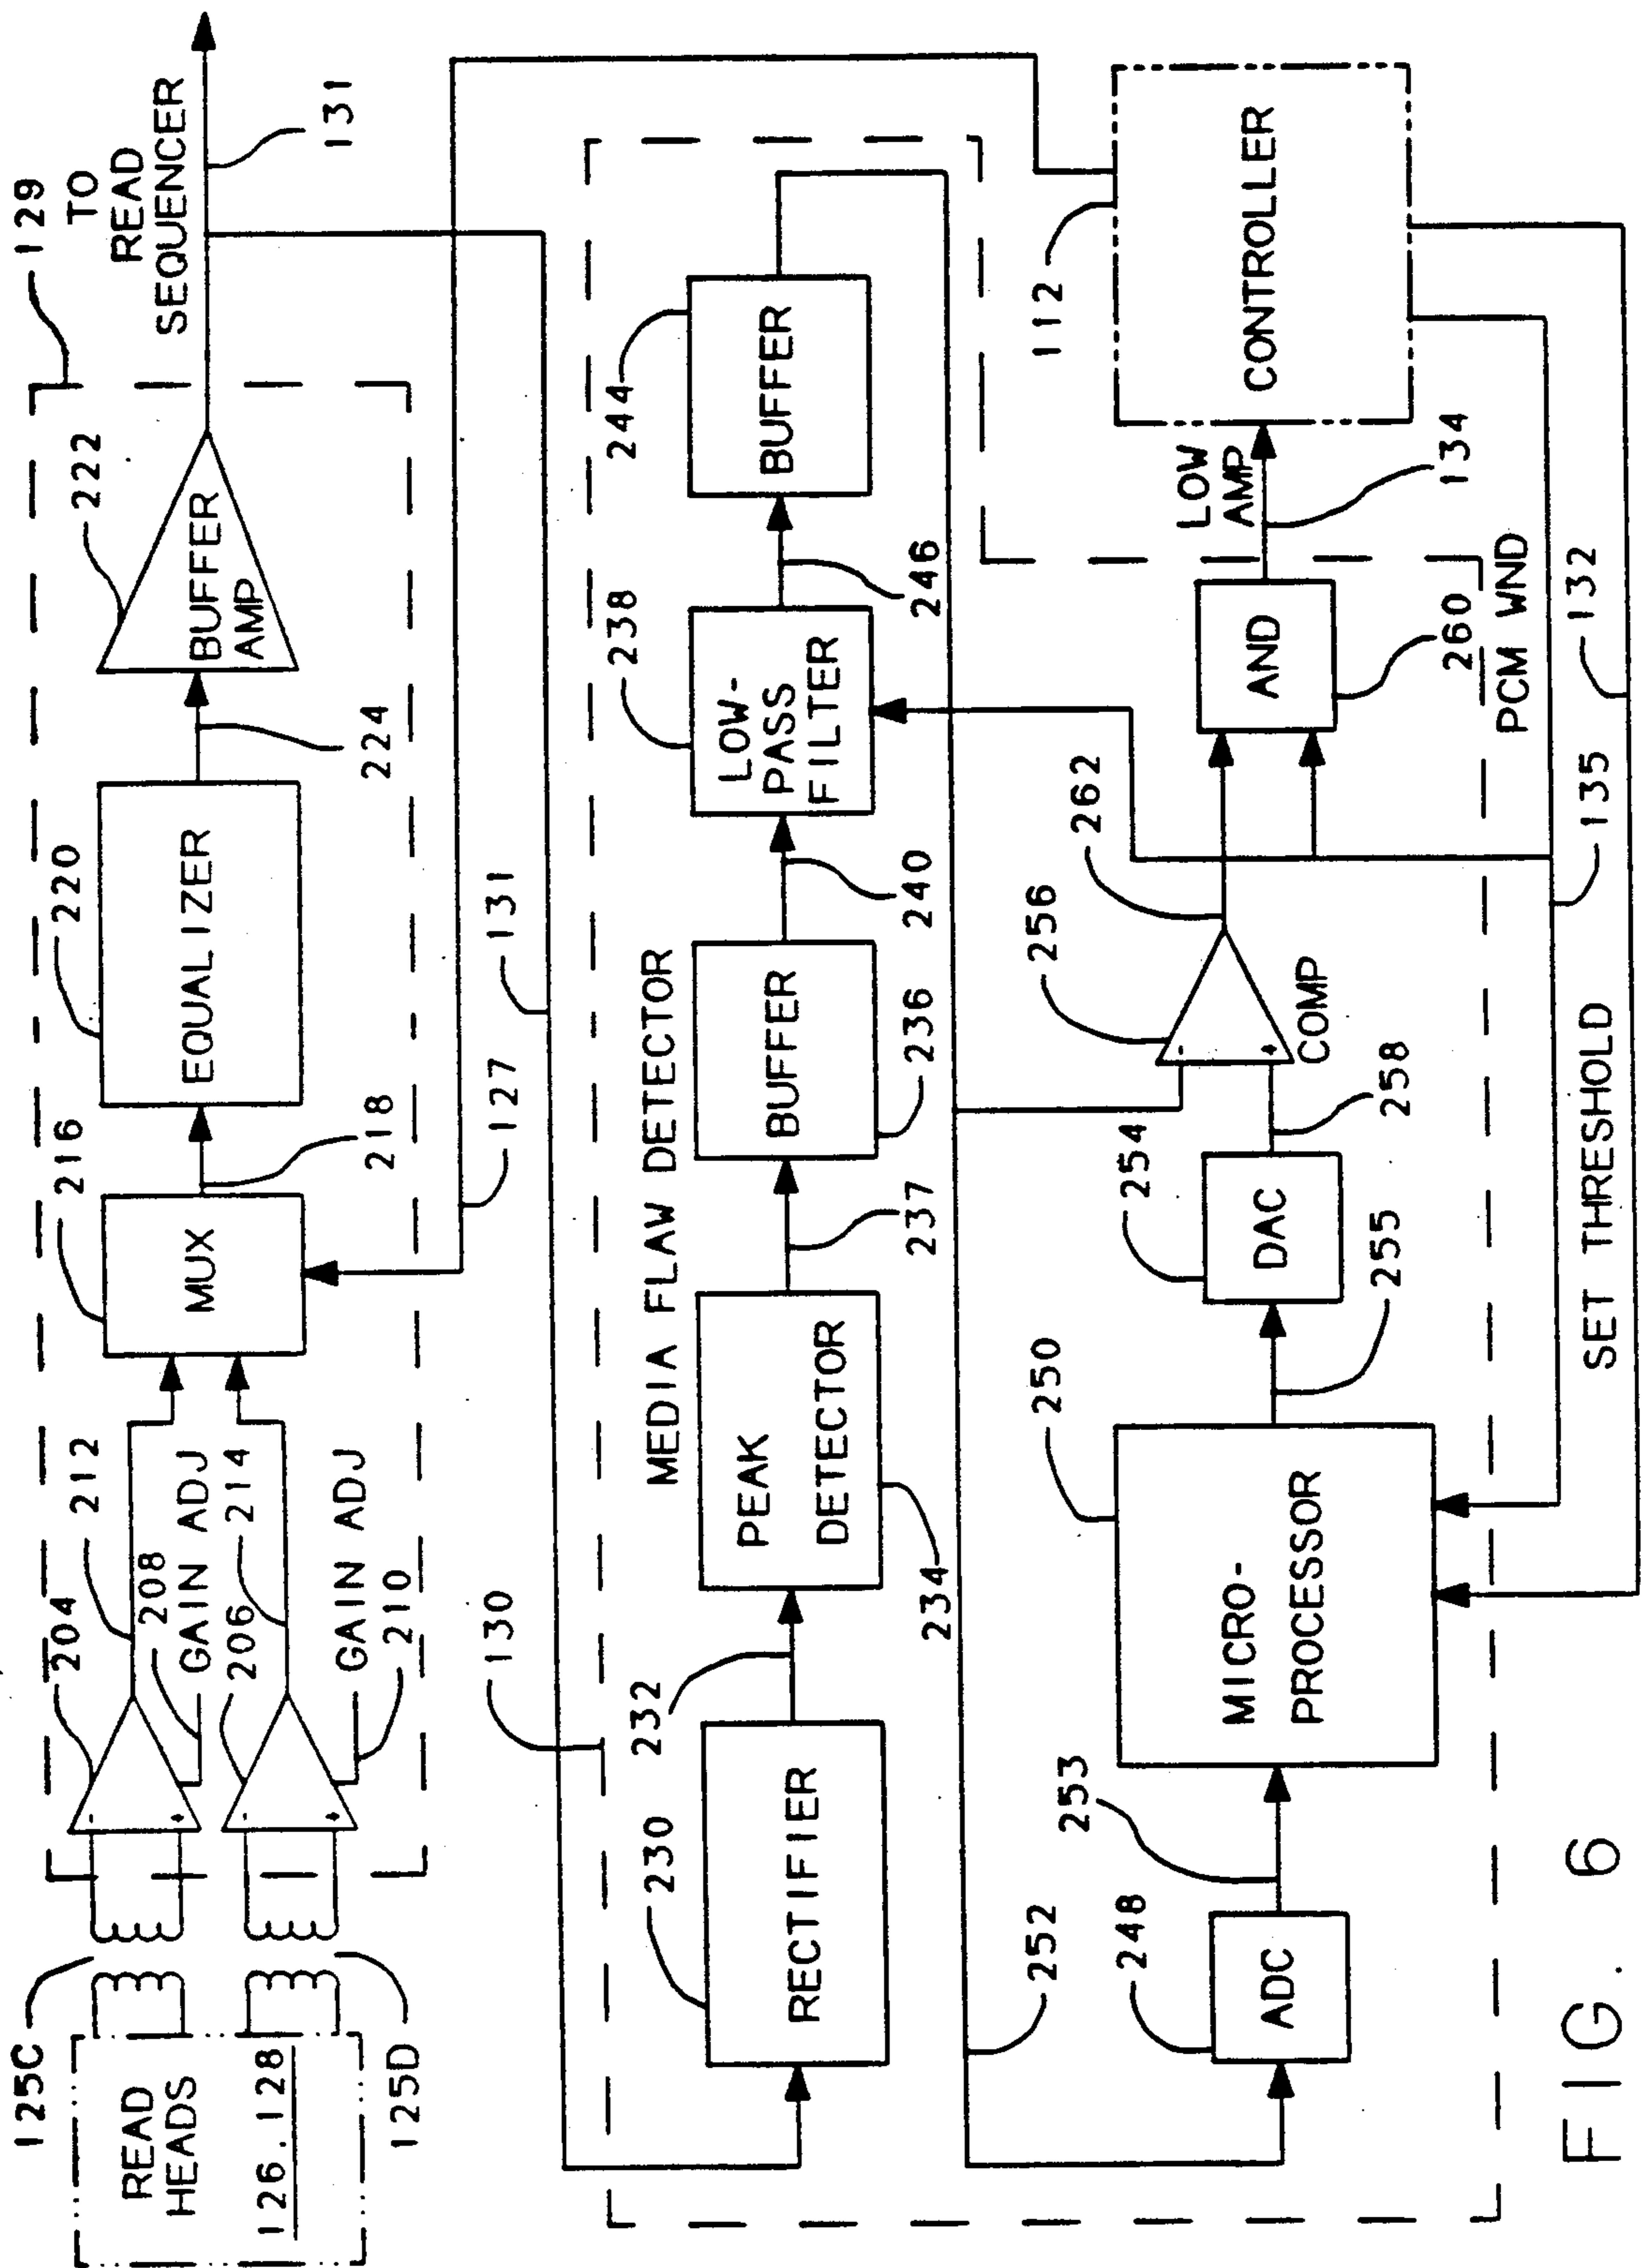 129
TO
READ
SEQUENCER
131
125C
READ
HEADS
126.128
125D
204
212
208
GAIN ADJ
206
214
GAIN ADJ
210
216
MUX
218
220
EQUALIZER
224
222
BUFFER
AMP
127
131
130
MEDIA FLAW DETECTOR
230
RECTIFIER
232
PEAK
DETECTOR
234
237
BUFFER
236
240
238
LOW-
PASS
FILTER
246
244
BUFFER
252
248
ADC
253
250
MICRO-
PROCESSOR
255
254
DAC
258
256
COMP
262
AND
260
LOW
AMP
134
112
CONTROLLER
PCM WND
132
135
SET THRESHOLD
FIG. 6